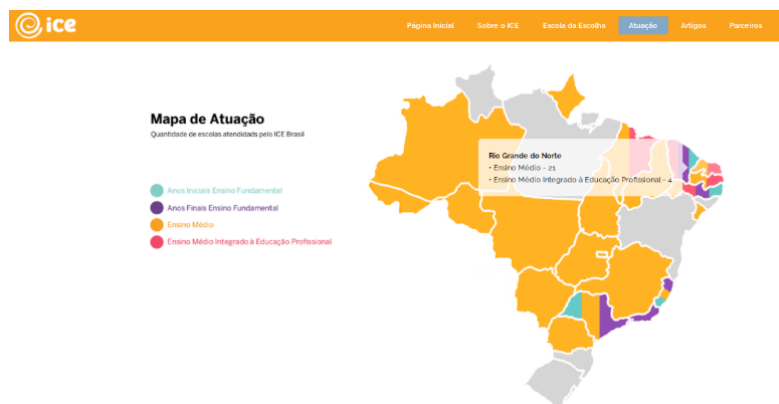 ice
Página Inicial
Sobre o ICE
Escola da Escolha
Atuação
Artigos
Parceiros
Mapa de Atuação
Quantidade de escolas atendidads pelo ICE Brasil
Anos Iniciais Ensino Fundamental
Anos Finais Ensino Fundamental
Ensino Médio
Ensino Médio Integrado à Educação Profissional
Rio Grande do Norte
• Ensino Médio - 21
• Ensino Médio Integrado à Educação Profissional - 4